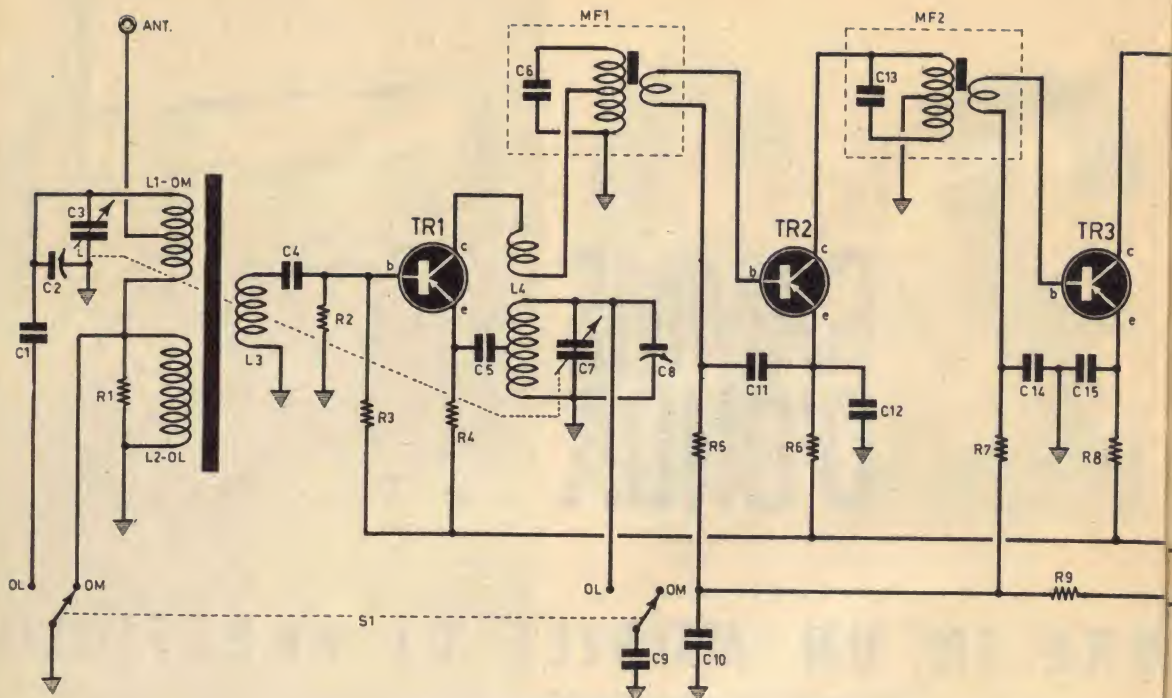 ANT.
MF1
MF2
C6
C13
L1-OM
C3
TR1
c
b
e
L4
TR2
c
b
e
TR3
c
b
e
C2
C4
C1
R2
L3
C5
C7
C8
R1
R3
R4
C11
C12
C14
C15
L2-OL
R5
R6
R7
R8
OL
OM
S1
OL
OM
R9
C9
C10